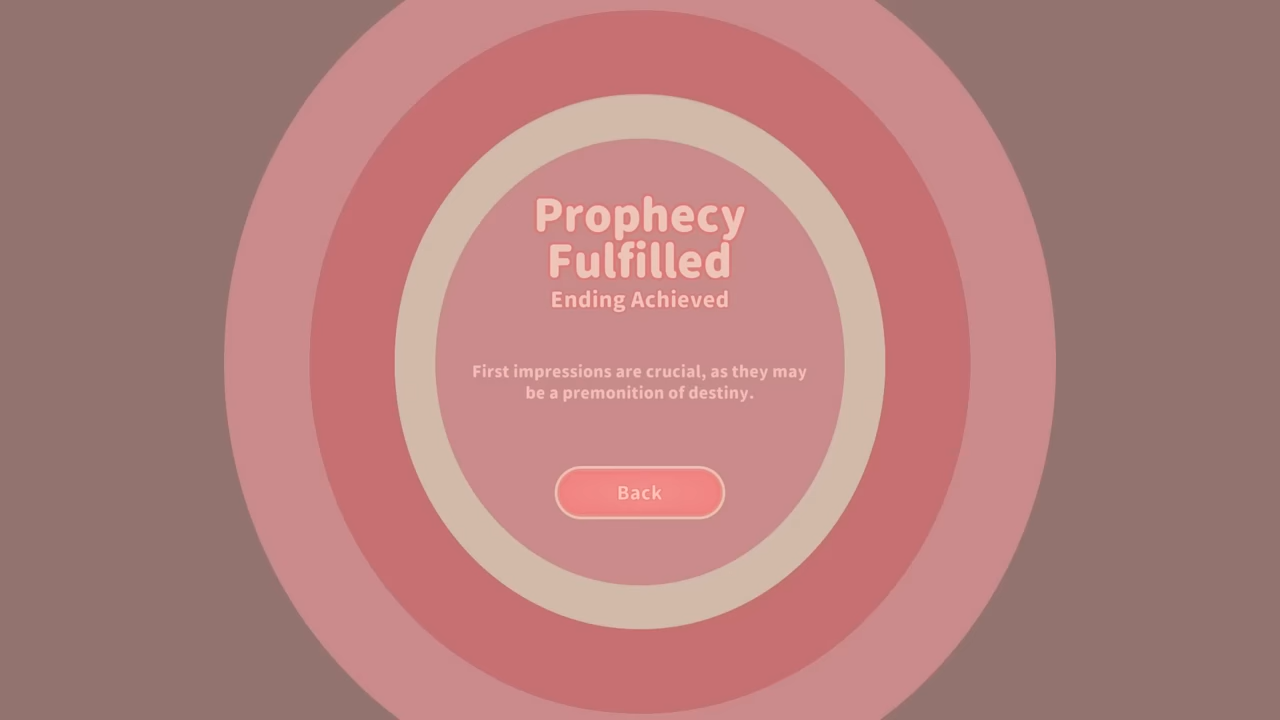 Prophecy
Fulfilled
Ending Achieved
First impressions are crucial, as they may
be a premonition of destiny.
Back